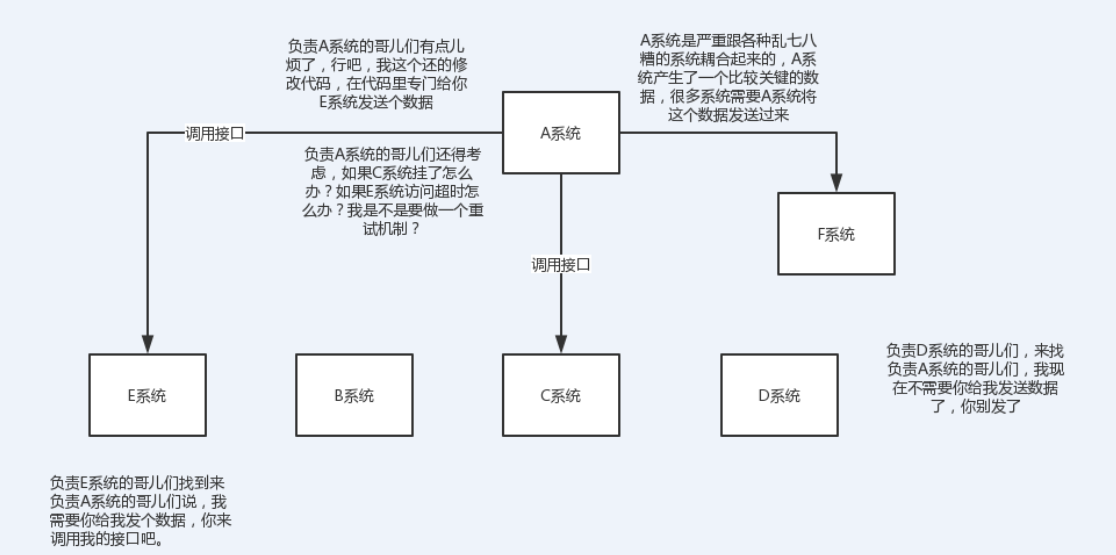 负责A系统的哥儿们有点儿
烦了，行吧，我这个还的修
改代码，在代码里专门给你
E系统发送个数据
A系统是严重跟各种乱七八
糟的系统耦合起来的，A系
统产生了一个比较关键的数
据，很多系统需要A系统将
这个数据发送过来
调用接口
A系统
负责A系统的哥儿们还得考
虑，如果C系统挂了怎么
办？如果E系统访问超时怎
么办？我是不是要做一个重
试机制？
F系统
调用接口
E系统
B系统
C系统
D系统
负责D系统的哥儿们，来找
负责A系统的哥儿们，我现
在不需要你给我发送数据
了，你别发了
负责E系统的哥儿们找到来
负责A系统的哥儿们说，我
需要你给我发个数据，你来
调用我的接口吧。